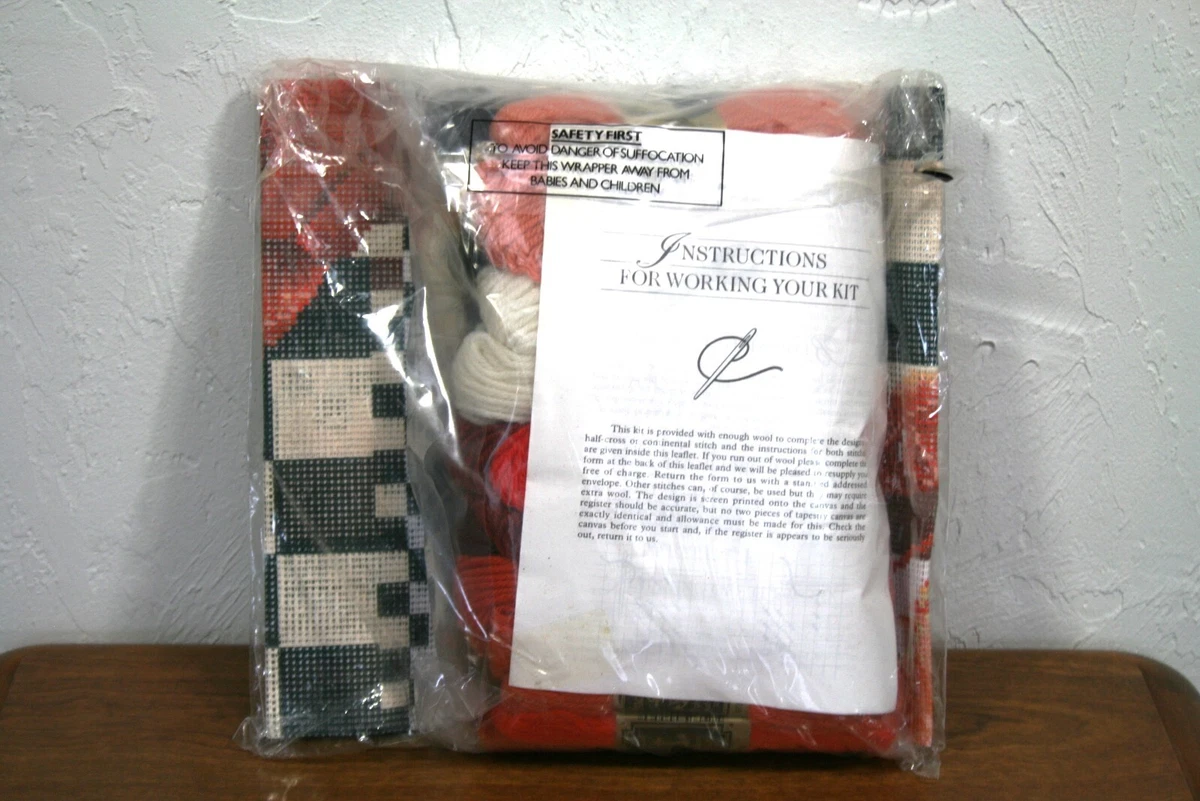 SAFETY FIRST
TO AVOID DANGER OF SUFFOCATION
KEEP THIS WRAPPER AWAY FROM
BABIES AND CHILDREN
INSTRUCTIONS
FOR WORKING YOUR KIT
This kit is provided with enough wool to complete the design
half-cross or continental stitch and the instructions for both stitches
are given inside this leaflet. If you run out of wool please complete the
form at the back of this leaflet and we will be pleased to resupply you
free of charge. Return the form to us with a stamped addressed
envelope. Other stitches can, of course, be used but they may require
extra wool. The design is screen printed onto the canvas and the
register should be accurate, but no two pieces of tapestry canvas are
exactly identical and allowance must be made for this. Check the
canvas before you start and, if the register is appears to be seriously
out, return it to us.